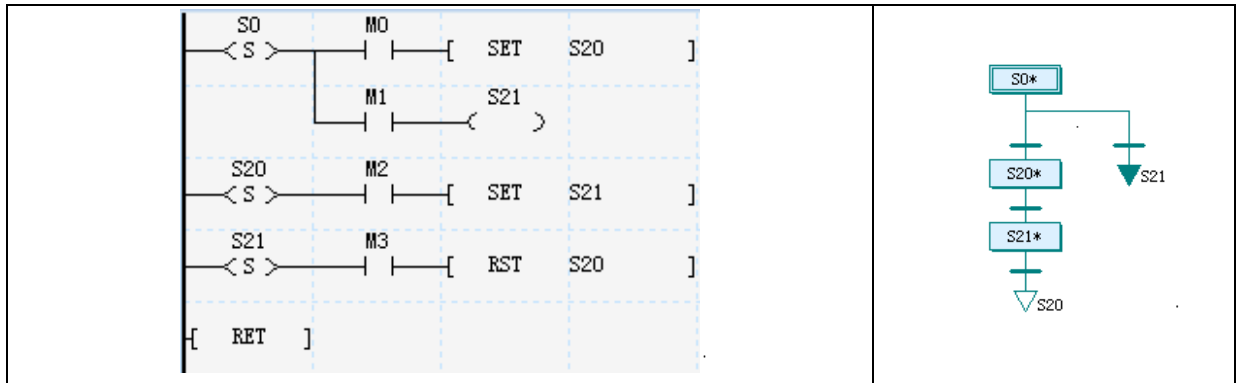 S0 M0
S SET S20
M1 S21
S20 M2
S SET S21
S21 M3
S RST S20
RET
S0*
S20* S21
S21*
S20